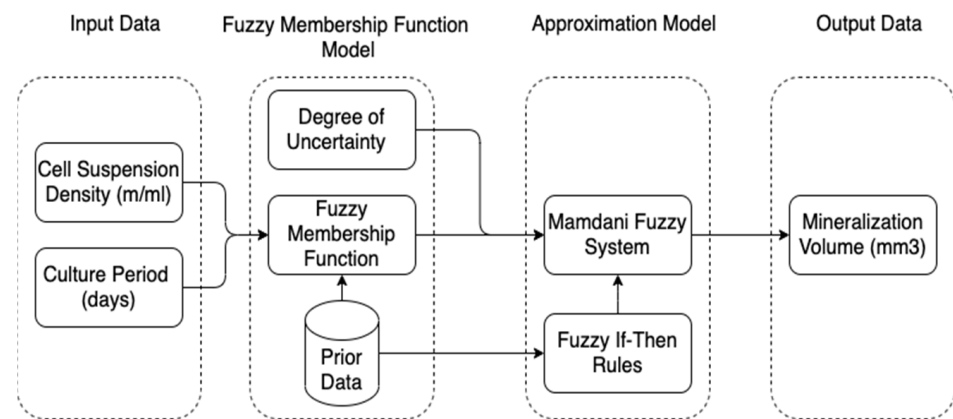 Input Data
Fuzzy Membership Function
Model
Approximation Model
Output Data
Degree of
Uncertainty
Cell Suspension
Density (m/ml)
Fuzzy
Membership
Function
Mamdani Fuzzy
System
Mineralization
Volume (mm3)
Culture Period
(days)
Prior
Data
Fuzzy If-Then
Rules